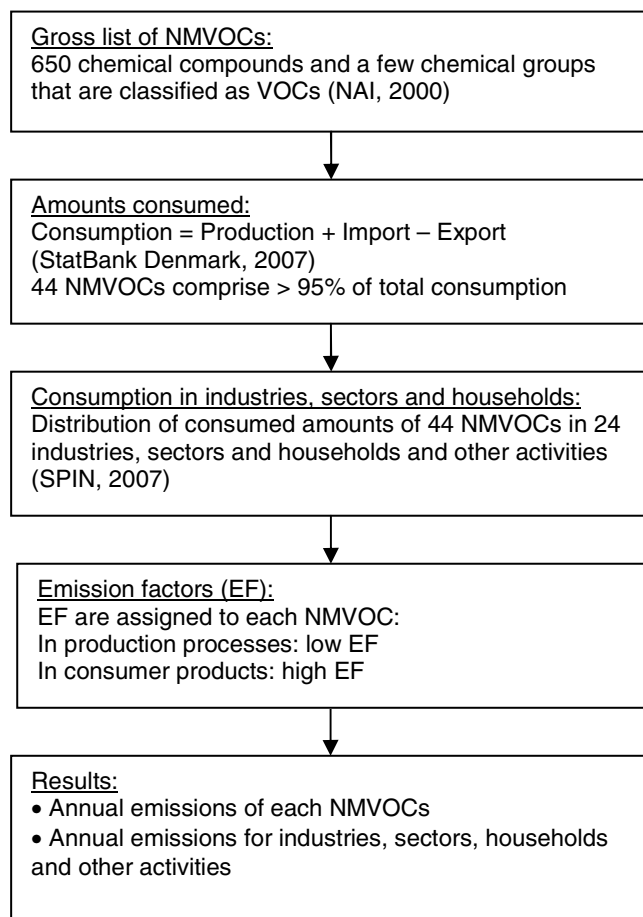 Gross list of NMVOCs:
650 chemical compounds and a few chemical groups
that are classified as VOCs (NAI, 2000)
Amounts consumed:
Consumption = Production + Import – Export
(StatBank Denmark, 2007)
44 NMVOCs comprise > 95% of total consumption
Consumption in industries, sectors and households:
Distribution of consumed amounts of 44 NMVOCs in 24
industries, sectors and households and other activities
(SPIN, 2007)
Emission factors (EF):
EF are assigned to each NMVOC:
In production processes: low EF
In consumer products: high EF
Results:
• Annual emissions of each NMVOCs
• Annual emissions for industries, sectors, households
and other activities